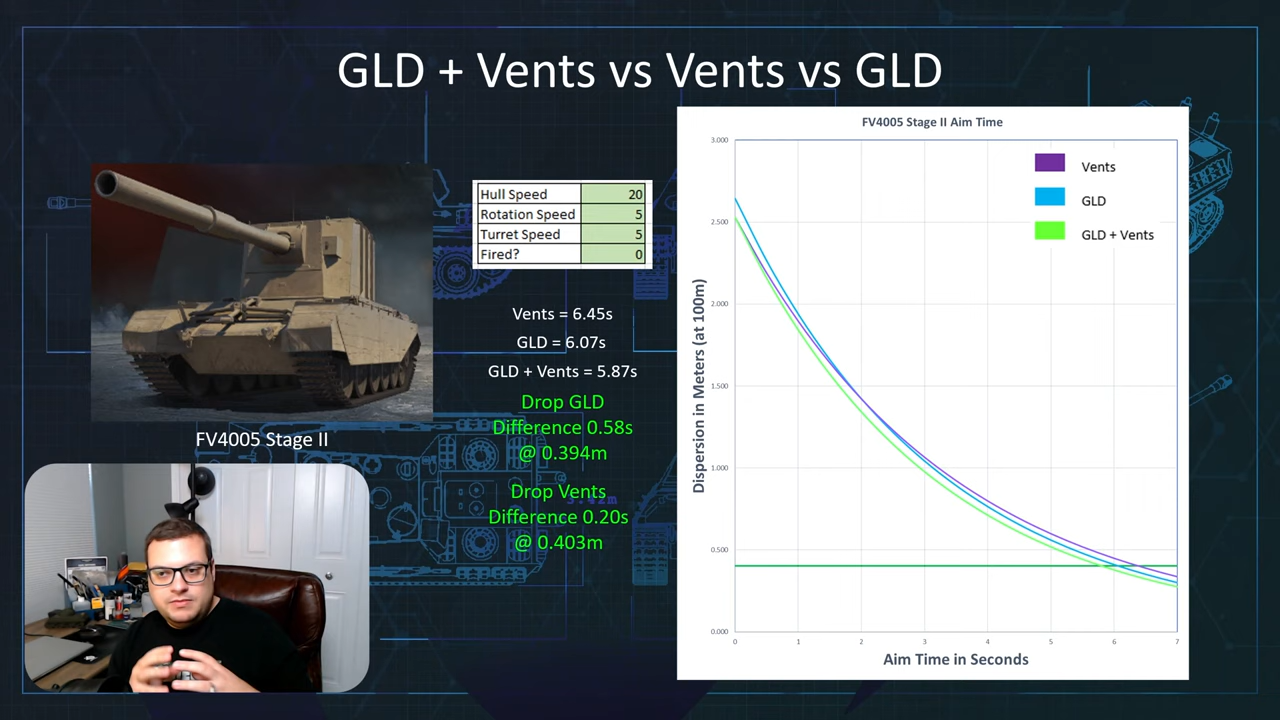 GLD + Vents vs Vents vs GLD
Hull Speed 20
Rotation Speed 5
Turret Speed 5
Fired? 0
Vents = 6.45s
GLD = 6.07s
GLD + Vents = 5.87s
Drop GLD
Difference 0.58s
@ 0.394m
Drop Vents
Difference 0.20s
@ 0.403m
FV4005 Stage II
FV4005 Stage II Aim Time
Vents
GLD
GLD + Vents
Dispersion in Meters (at 100m)
3.000
2.500
2.000
1.500
1.000
0.500
0.000
0 1 2 3 4 5 6 7
Aim Time in Seconds